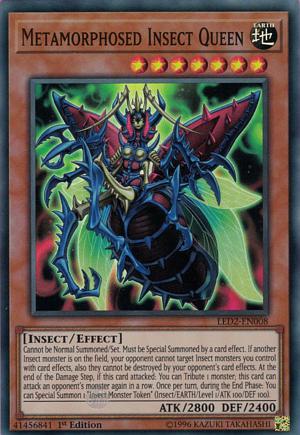 METAMORPHOSED INSECT QUEEN
EARTH
地
LED2-EN008
[INSECT/EFFECT]
Cannot be Normal Summoned/Set. Must be Special Summoned by a card effect. If another
Insect monster is on the field, your opponent cannot target Insect monsters you control
with card effects, also they cannot be destroyed by your opponent's card effects. At the
end of the Damage Step, if this card attacked: You can Tribute 1 monster; this card can
attack an opponent's monster again in a row. Once per turn, during the End Phase: You
can Special Summon 1 "Insect Monster Token" (Insect/EARTH/Level 1/ATK 100/DEF 100).
ATK/2800 DEF/2400
41456841 1st Edition ©1996 KAZUKI TAKAHASHI